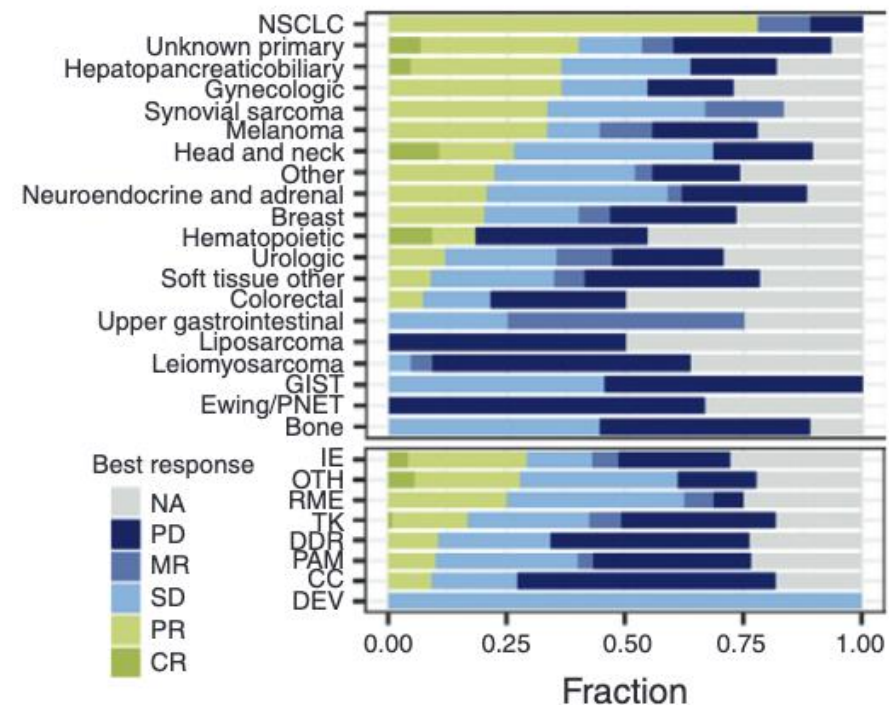 NSCLC
Unknown primary
Hepatopancreaticobiliary
Gynecologic
Synovial sarcoma
Melanoma
Head and neck
Other
Neuroendocrine and adrenal
Breast
Hematopoietic
Urologic
Soft tissue other
Colorectal
Upper gastrointestinal
Liposarcoma
Leiomyosarcoma
GIST
Ewing/PNET
Bone
IE
OTH
RME
TK
DDR
PAM
CC
DEV
Best response
NA
PD
MR
SD
PR
CR
0.00 0.25 0.50 0.75 1.00
Fraction